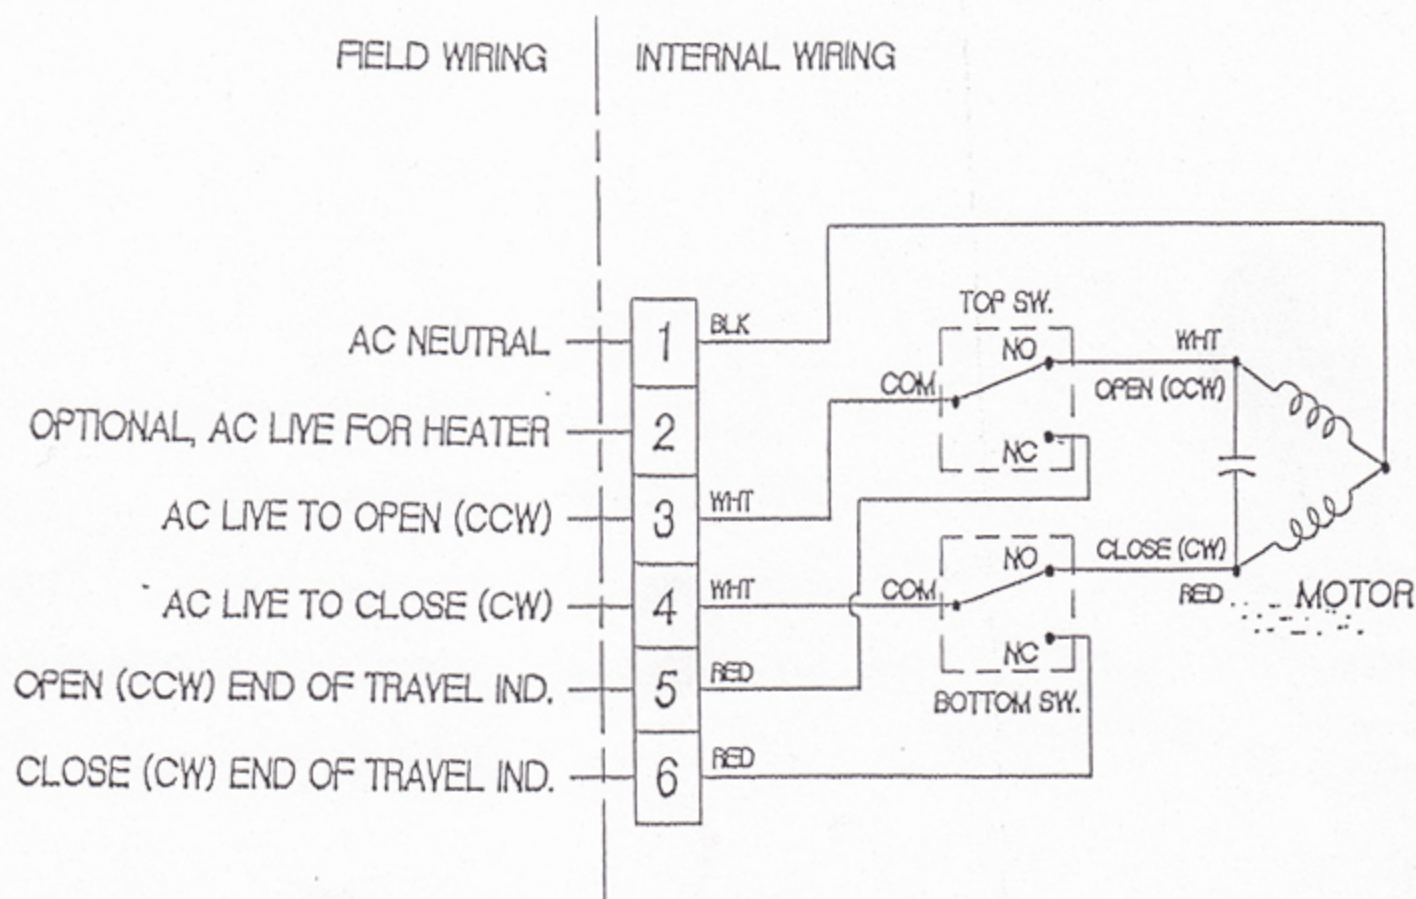 FIELD WIRING
INTERNAL WIRING
AC NEUTRAL
1
BLK
OPTIONAL, AC LIVE FOR HEATER
2
AC LIVE TO OPEN (CCW)
3
WHT
AC LIVE TO CLOSE (CW)
4
WHT
OPEN (CCW) END OF TRAVEL IND.
5
RED
CLOSE (CW) END OF TRAVEL IND.
6
RED
TOP SW.
NO
COM
NC
WHT
OPEN (CCW)
NO
COM
NC
BOTTOM SW.
CLOSE (CW)
RED
MOTOR